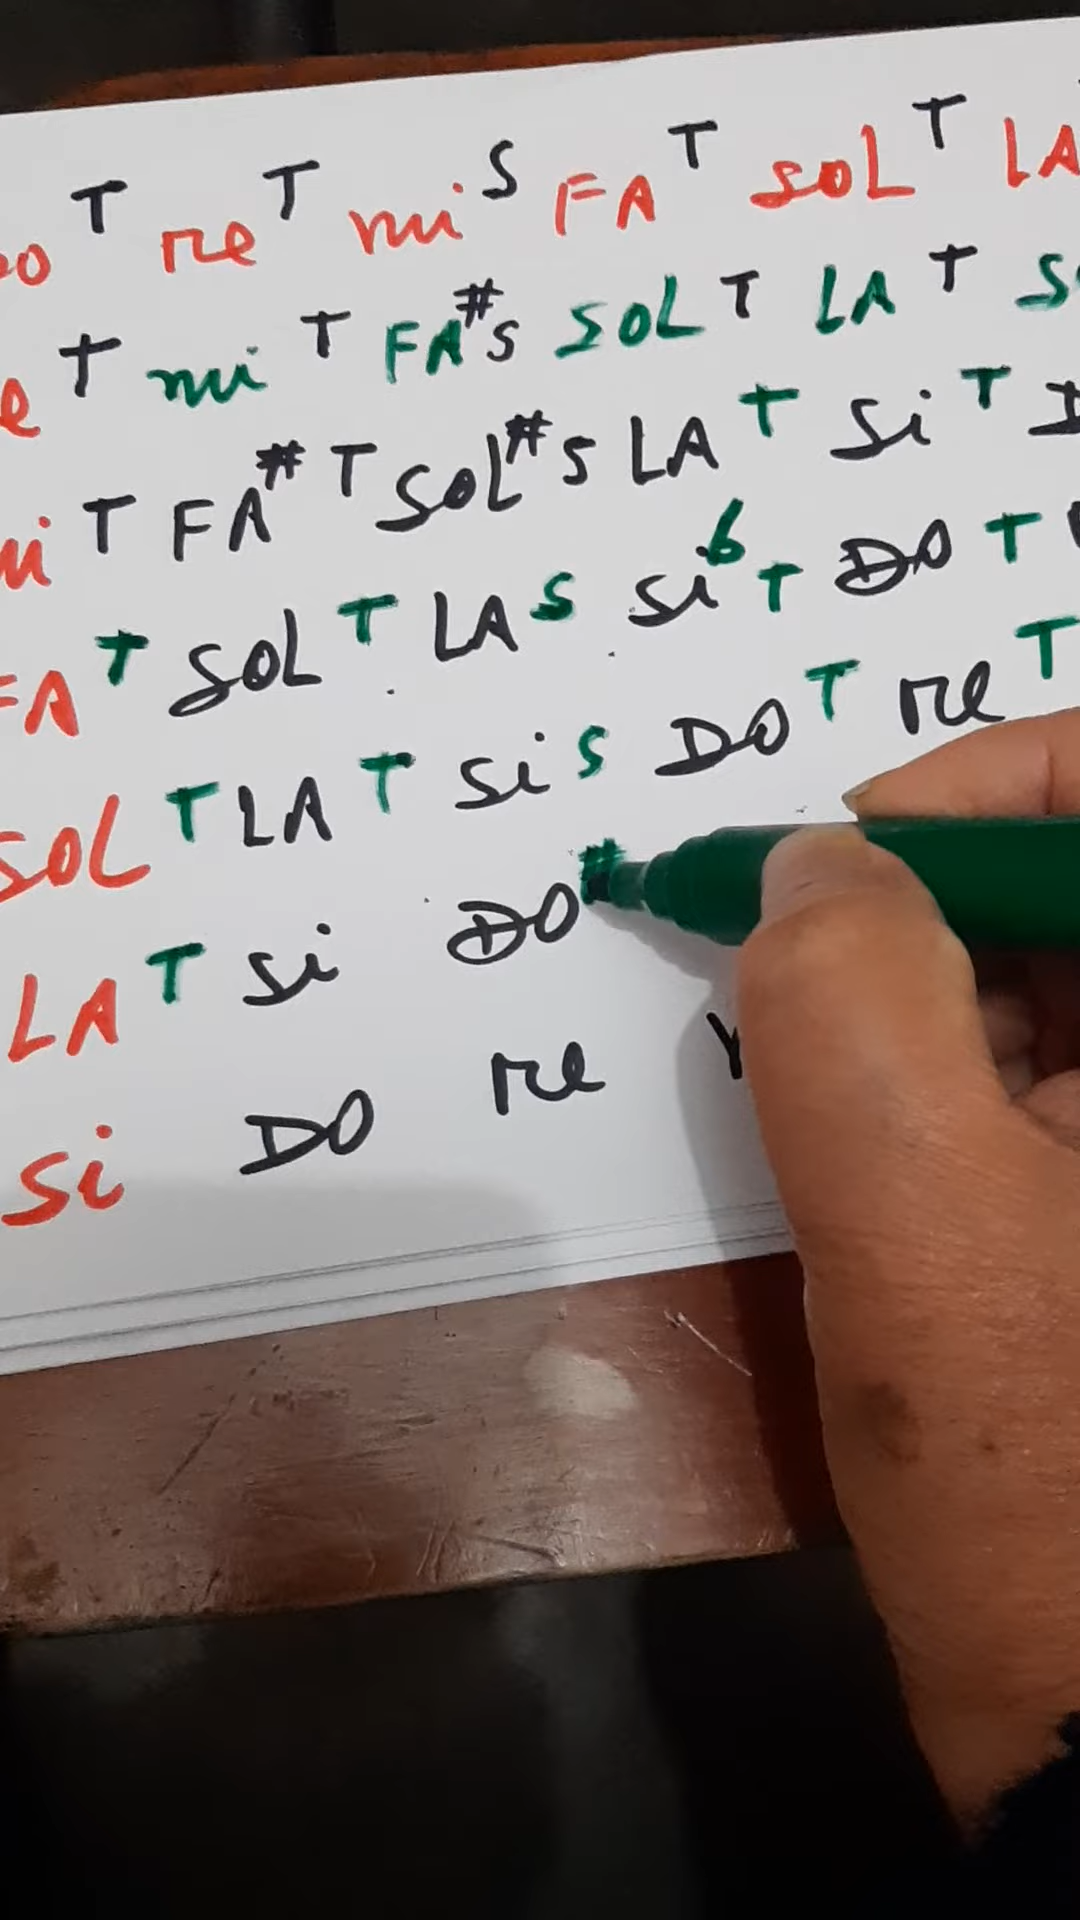 DO T re T mi S FA T SOL T LA
e T mi T FA# S SOL T LA T S
mi T FA# T SOL# S LA T Si T D
FA T SOL T LA S Si b T DO T
SOL T LA T Si S DO T re T
LA T Si DO#
Si DO re